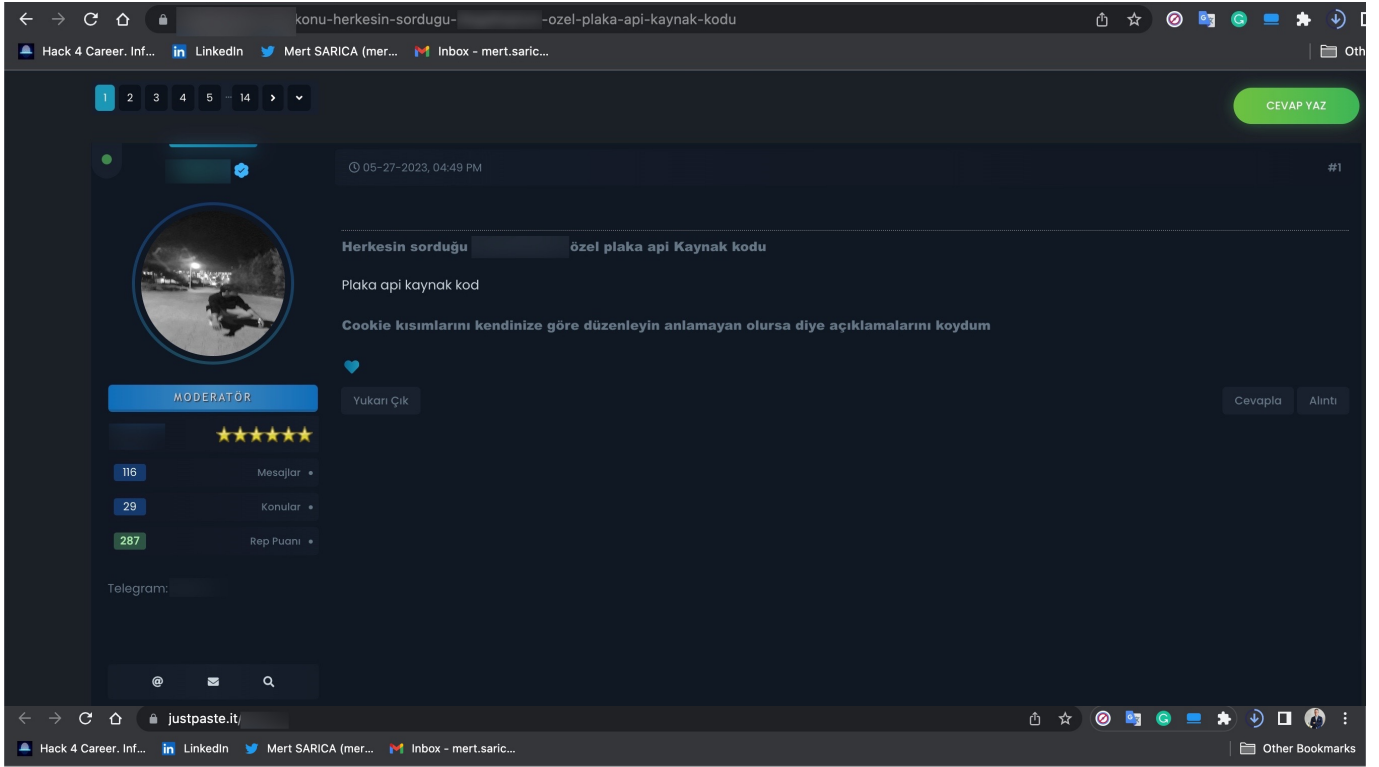 konu-herkesin-sordugu- -ozel-plaka-api-kaynak-kodu
Hack 4 Career. Inf... LinkedIn Mert SARICA (mer... Inbox - mert.saric... Oth
1 2 3 4 5 ... 14
CEVAP YAZ
05-27-2023, 04:49 PM #1
Herkesin sorduğu özel plaka api Kaynak kodu
Plaka api kaynak kod
Cookie kısımlarını kendinize göre düzenleyin anlamayan olursa diye açıklamalarını koydum
MODERATÖR
Yukarı Çık Cevapla Alıntı
116 Mesajlar
29 Konular
287 Rep Puanı
Telegram:
@
justpaste.it/
Hack 4 Career. Inf... LinkedIn Mert SARICA (mer... Inbox - mert.saric... Other Bookmarks